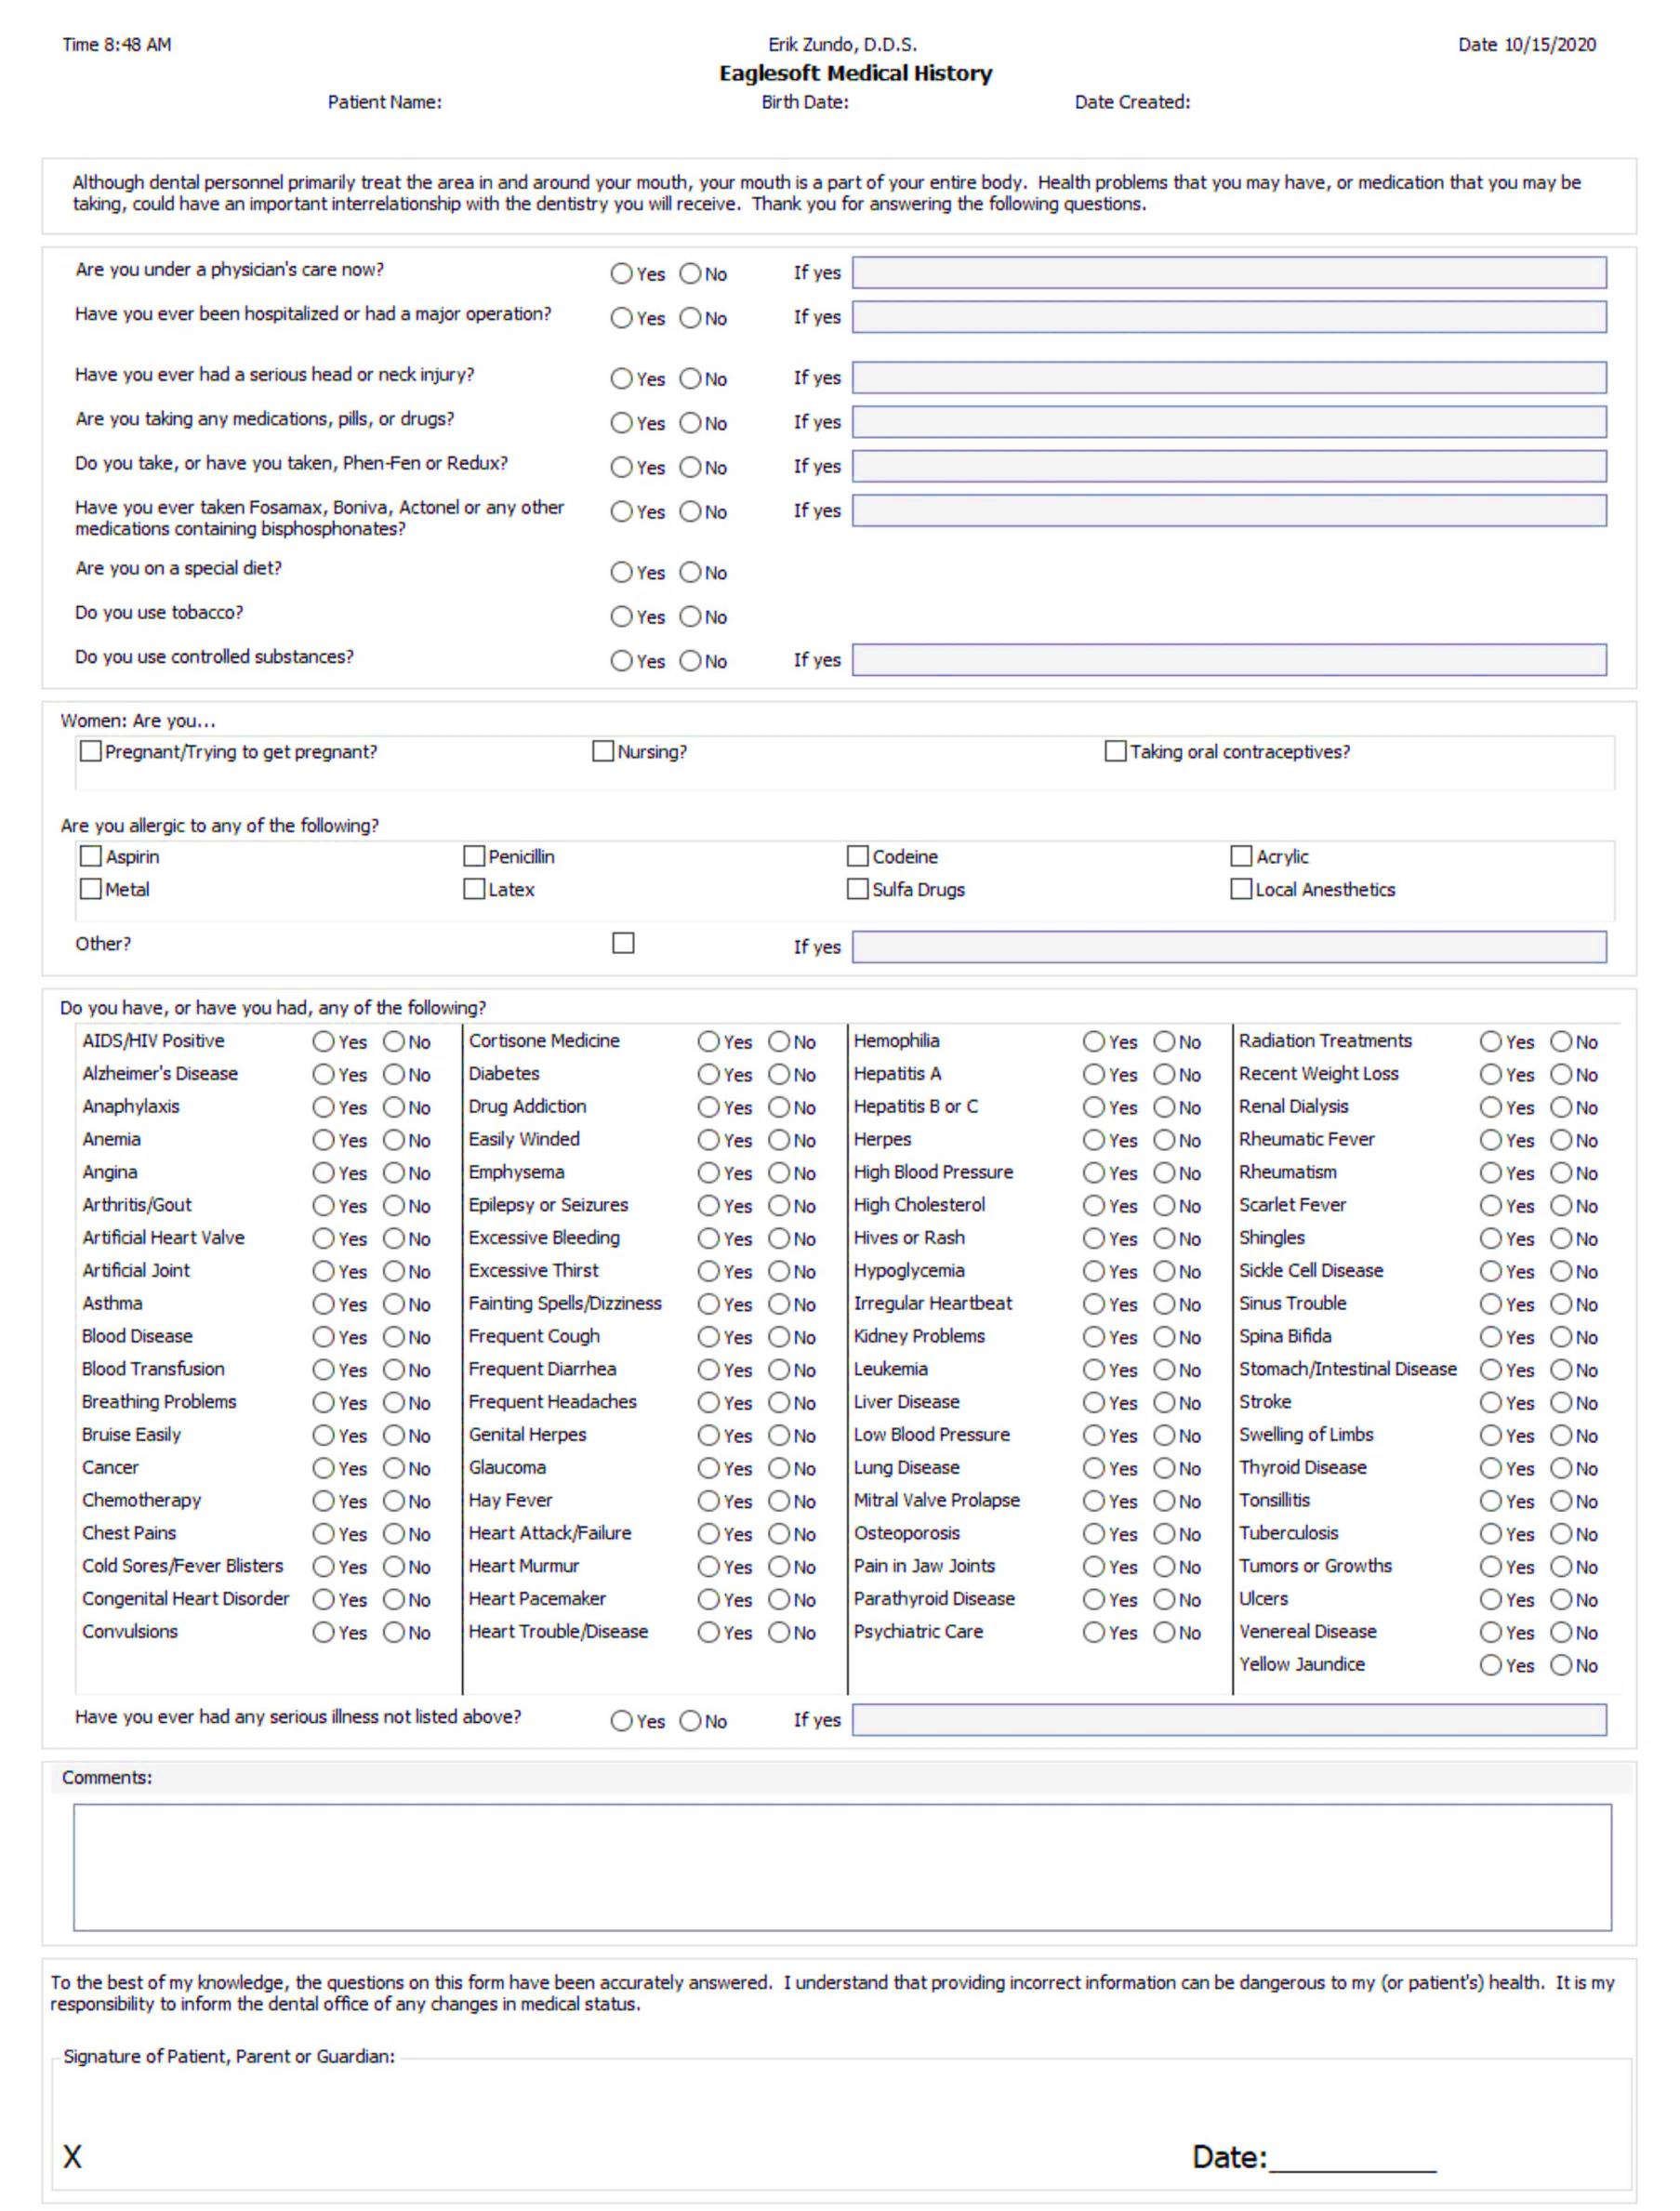 Time 8:48 AM
Erik Zundo, D.D.S.
Date 10/15/2020
Eaglesoft Medical History
Patient Name:
Birth Date:
Date Created:
Although dental personnel primarily treat the area in and around your mouth, your mouth is a part of your entire body. Health problems that you may have, or medication that you may be
taking, could have an important interrelationship with the dentistry you will receive. Thank you for answering the following questions.
Are you under a physician's care now? Yes No If yes
Have you ever been hospitalized or had a major operation? Yes No If yes
Have you ever had a serious head or neck injury? Yes No If yes
Are you taking any medications, pills, or drugs? Yes No If yes
Do you take, or have you taken, Phen-Fen or Redux? Yes No If yes
Have you ever taken Fosamax, Boniva, Actonel or any other Yes No If yes
medications containing bisphosphonates?
Are you on a special diet? Yes No
Do you use tobacco? Yes No
Do you use controlled substances? Yes No If yes
Women: Are you...
Pregnant/Trying to get pregnant? Nursing? Taking oral contraceptives?
Are you allergic to any of the following?
Aspirin Penicillin Codeine Acrylic
Metal Latex Sulfa Drugs Local Anesthetics
Other? If yes
Do you have, or have you had, any of the following?
AIDS/HIV Positive Yes No Cortisone Medicine Yes No Hemophilia Yes No Radiation Treatments Yes No
Alzheimer's Disease Yes No Diabetes Yes No Hepatitis A Yes No Recent Weight Loss Yes No
Anaphylaxis Yes No Drug Addiction Yes No Hepatitis B or C Yes No Renal Dialysis Yes No
Anemia Yes No Easily Winded Yes No Herpes Yes No Rheumatic Fever Yes No
Angina Yes No Emphysema Yes No High Blood Pressure Yes No Rheumatism Yes No
Arthritis/Gout Yes No Epilepsy or Seizures Yes No High Cholesterol Yes No Scarlet Fever Yes No
Artificial Heart Valve Yes No Excessive Bleeding Yes No Hives or Rash Yes No Shingles Yes No
Artificial Joint Yes No Excessive Thirst Yes No Hypoglycemia Yes No Sickle Cell Disease Yes No
Asthma Yes No Fainting Spells/Dizziness Yes No Irregular Heartbeat Yes No Sinus Trouble Yes No
Blood Disease Yes No Frequent Cough Yes No Kidney Problems Yes No Spina Bifida Yes No
Blood Transfusion Yes No Frequent Diarrhea Yes No Leukemia Yes No Stomach/Intestinal Disease Yes No
Breathing Problems Yes No Frequent Headaches Yes No Liver Disease Yes No Stroke Yes No
Bruise Easily Yes No Genital Herpes Yes No Low Blood Pressure Yes No Swelling of Limbs Yes No
Cancer Yes No Glaucoma Yes No Lung Disease Yes No Thyroid Disease Yes No
Chemotherapy Yes No Hay Fever Yes No Mitral Valve Prolapse Yes No Tonsillitis Yes No
Chest Pains Yes No Heart Attack/Failure Yes No Osteoporosis Yes No Tuberculosis Yes No
Cold Sores/Fever Blisters Yes No Heart Murmur Yes No Pain in Jaw Joints Yes No Tumors or Growths Yes No
Congenital Heart Disorder Yes No Heart Pacemaker Yes No Parathyroid Disease Yes No Ulcers Yes No
Convulsions Yes No Heart Trouble/Disease Yes No Psychiatric Care Yes No Venereal Disease Yes No
Yellow Jaundice Yes No
Have you ever had any serious illness not listed above? Yes No If yes
Comments:
To the best of my knowledge, the questions on this form have been accurately answered. I understand that providing incorrect information can be dangerous to my (or patient's) health. It is my
responsibility to inform the dental office of any changes in medical status.
Signature of Patient, Parent or Guardian:
X Date:___________